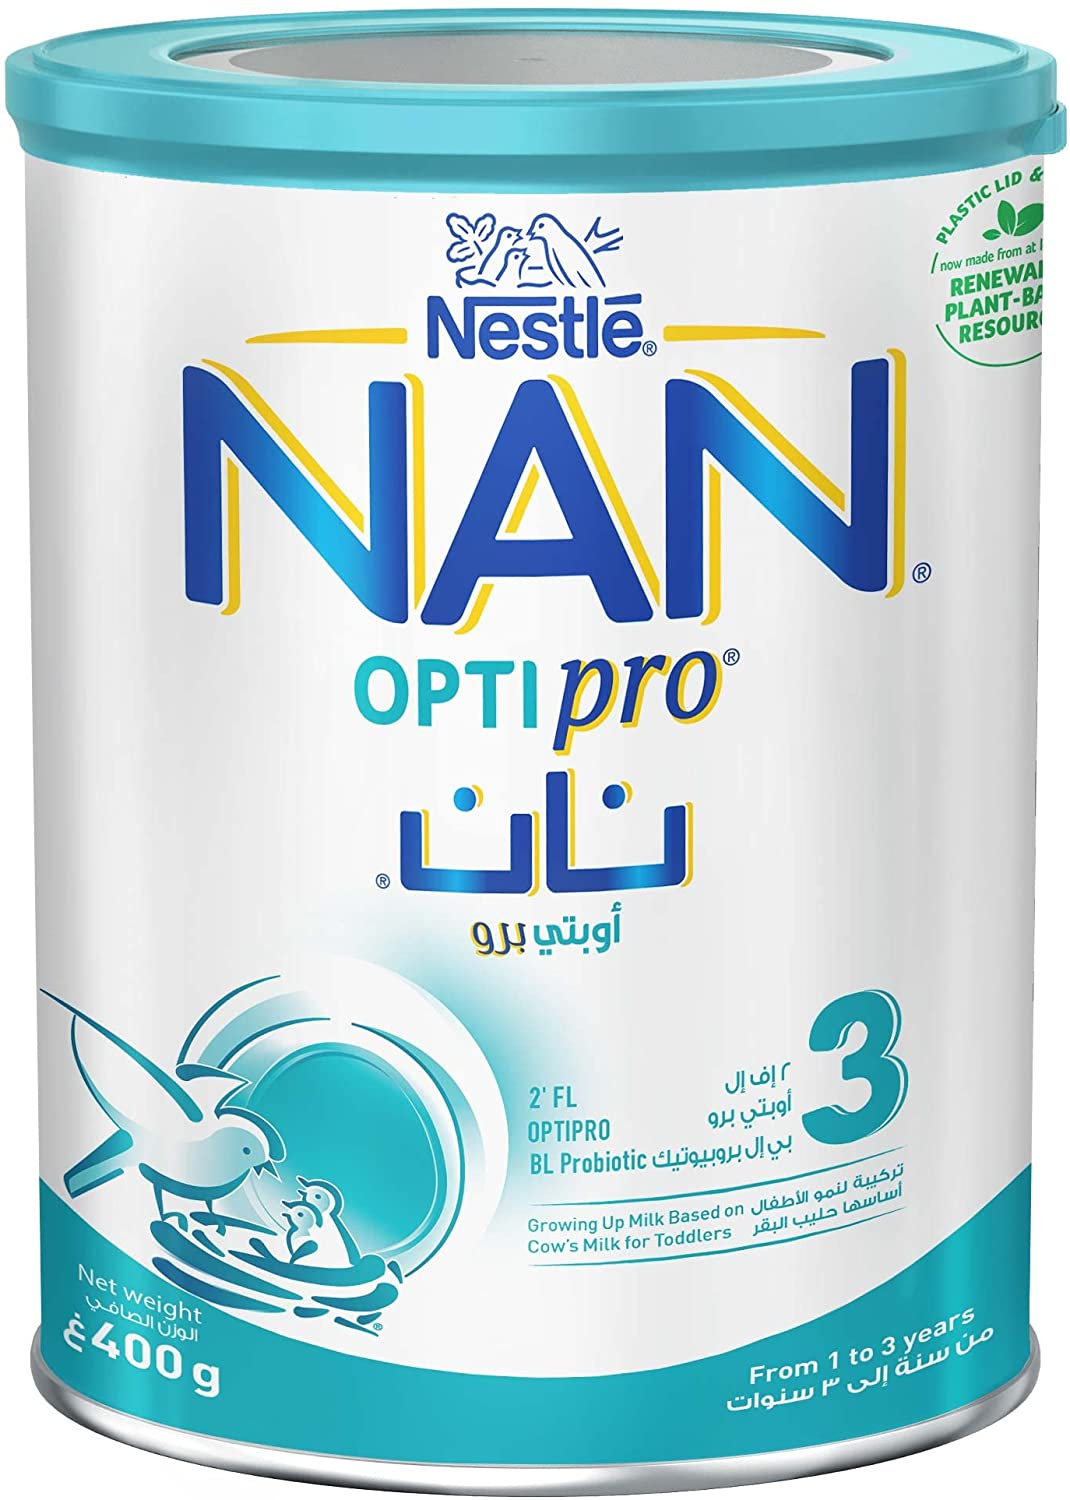 PLASTIC LID &
now made from at
RENEWA
PLANT-BA
RESOURC
Nestlé®
NAN®
OPTIpro®
نان®
أوبتي برو
3
2' FL
OPTIPRO
BL Probiotic
٢ إف إل
أوبتي برو
بي إل بروبيوتيك
Growing Up Milk Based on
Cow's Milk for Toddlers
تركيبة لنمو الأطفال
أساسها حليب البقر
Net weight
الوزن الصافي
400 g غ
From 1 to 3 years
من سنة إلى ٣ سنوات